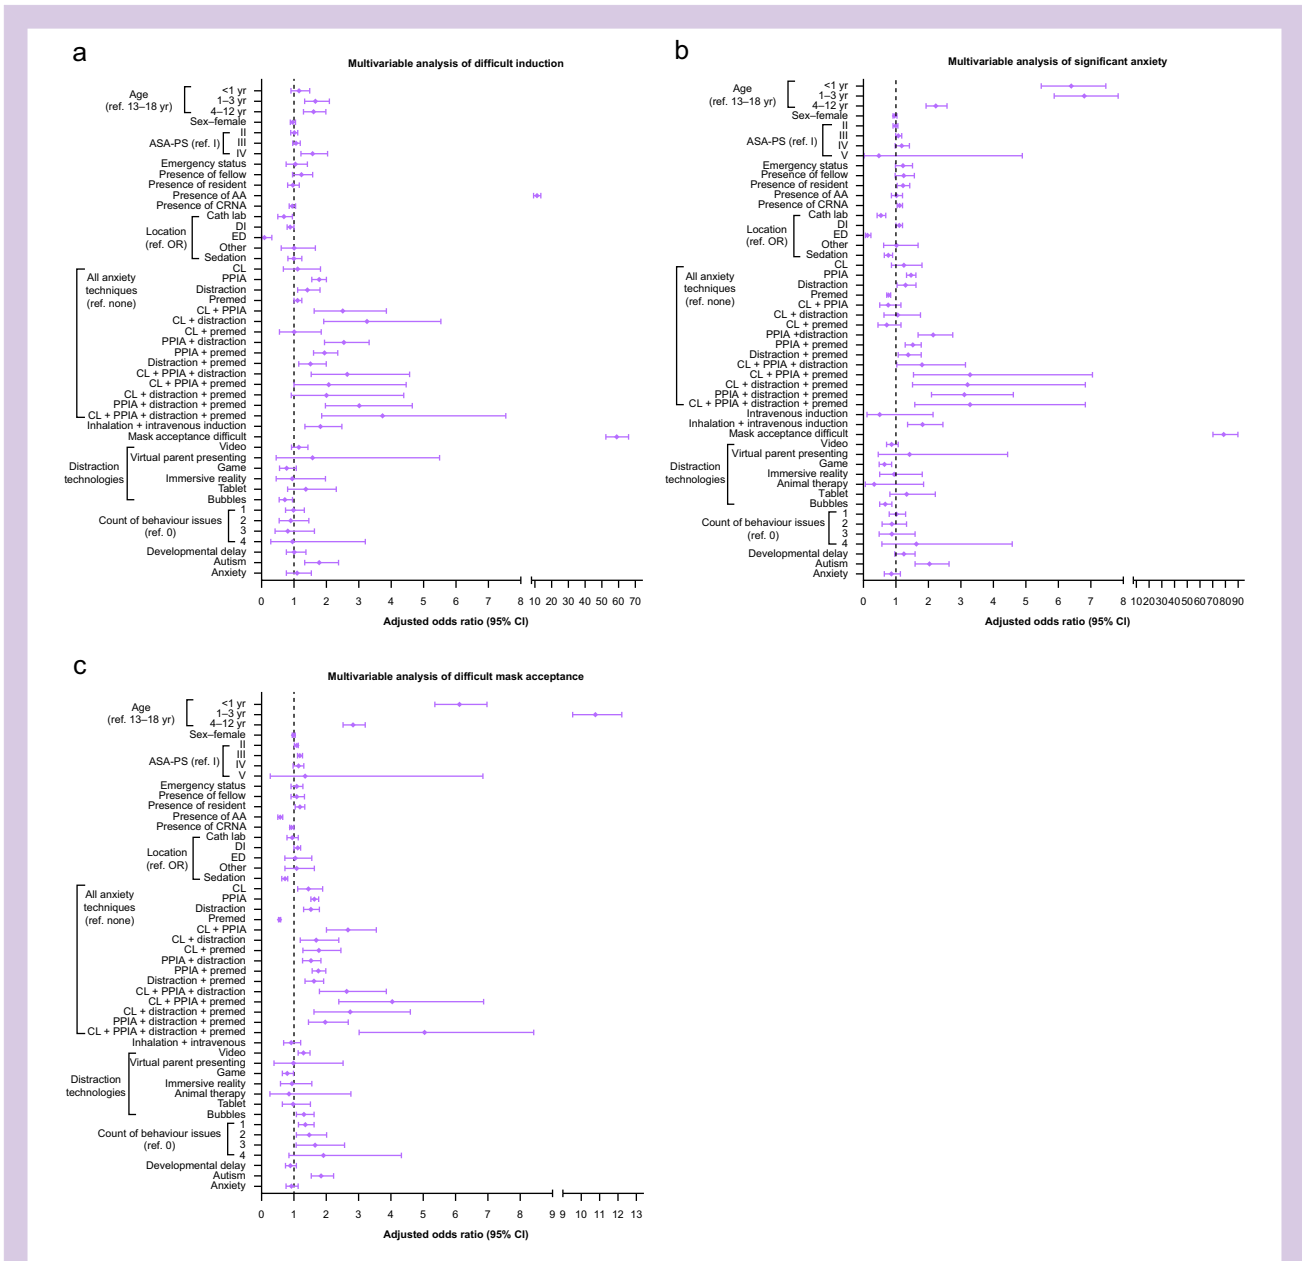 a
Multivariable analysis of difficult induction
Age
(ref. 13–18 yr)
<1 yr
1–3 yr
4–12 yr
Sex–female
ASA-PS (ref. I)
II
III
IV
Emergency status
Presence of fellow
Presence of resident
Presence of AA
Presence of CRNA
Location
(ref. OR)
Cath lab
DI
ED
Other
Sedation
All anxiety
techniques
(ref. none)
CL
PPIA
Distraction
Premed
CL + PPIA
CL + distraction
CL + premed
PPIA + distraction
PPIA + premed
Distraction + premed
CL + PPIA + distraction
CL + PPIA + premed
CL + distraction + premed
PPIA + distraction + premed
CL + PPIA + distraction + premed
Inhalation + intravenous induction
Mask acceptance difficult
Distraction
technologies
Video
Virtual parent presenting
Game
Immersive reality
Tablet
Bubbles
Count of behaviour issues
(ref. 0)
1
2
3
4
Developmental delay
Autism
Anxiety
0 1 2 3 4 5 6 7 8 10 20 30 40 50 60 70
Adjusted odds ratio (95% CI)
b
Multivariable analysis of significant anxiety
Age
(ref. 13–18 yr)
<1 yr
1–3 yr
4–12 yr
Sex–female
ASA-PS (ref. I)
II
III
IV
V
Emergency status
Presence of fellow
Presence of resident
Presence of AA
Presence of CRNA
Location
(ref. OR)
Cath lab
DI
ED
Other
Sedation
All anxiety
techniques
(ref. none)
CL
PPIA
Distraction
Premed
CL + PPIA
CL + distraction
CL + premed
PPIA +distraction
PPIA + premed
Distraction + premed
CL + PPIA + distraction
CL + PPIA + premed
CL + distraction + premed
PPIA + distraction + premed
CL + PPIA + distraction + premed
Intravenous induction
Inhalation + intravenous induction
Mask acceptance difficult
Distraction
technologies
Video
Virtual parent presenting
Game
Immersive reality
Animal therapy
Tablet
Bubbles
Count of behaviour issues
(ref. 0)
1
2
3
4
Developmental delay
Autism
Anxiety
0 1 2 3 4 5 6 7 8 10 20 30 40 50 60 70 80 90
Adjusted odds ratio (95% CI)
c
Multivariable analysis of difficult mask acceptance
Age
(ref. 13–18 yr)
<1 yr
1–3 yr
4–12 yr
Sex–female
ASA-PS (ref. I)
II
III
IV
V
Emergency status
Presence of fellow
Presence of resident
Presence of AA
Presence of CRNA
Location
(ref. OR)
Cath lab
DI
ED
Other
Sedation
All anxiety
techniques
(ref. none)
CL
PPIA
Distraction
Premed
CL + PPIA
CL + distraction
CL + premed
PPIA + distraction
PPIA + premed
Distraction + premed
CL + PPIA + distraction
CL + PPIA + premed
CL + distraction + premed
PPIA + distraction + premed
CL + PPIA + distraction + premed
Inhalation + intravenous
Distraction
technologies
Video
Virtual parent presenting
Game
Immersive reality
Animal therapy
Tablet
Bubbles
Count of behaviour issues
(ref. 0)
1
2
3
4
Developmental delay
Autism
Anxiety
0 1 2 3 4 5 6 7 8 9 9 10 11 12 13
Adjusted odds ratio (95% CI)